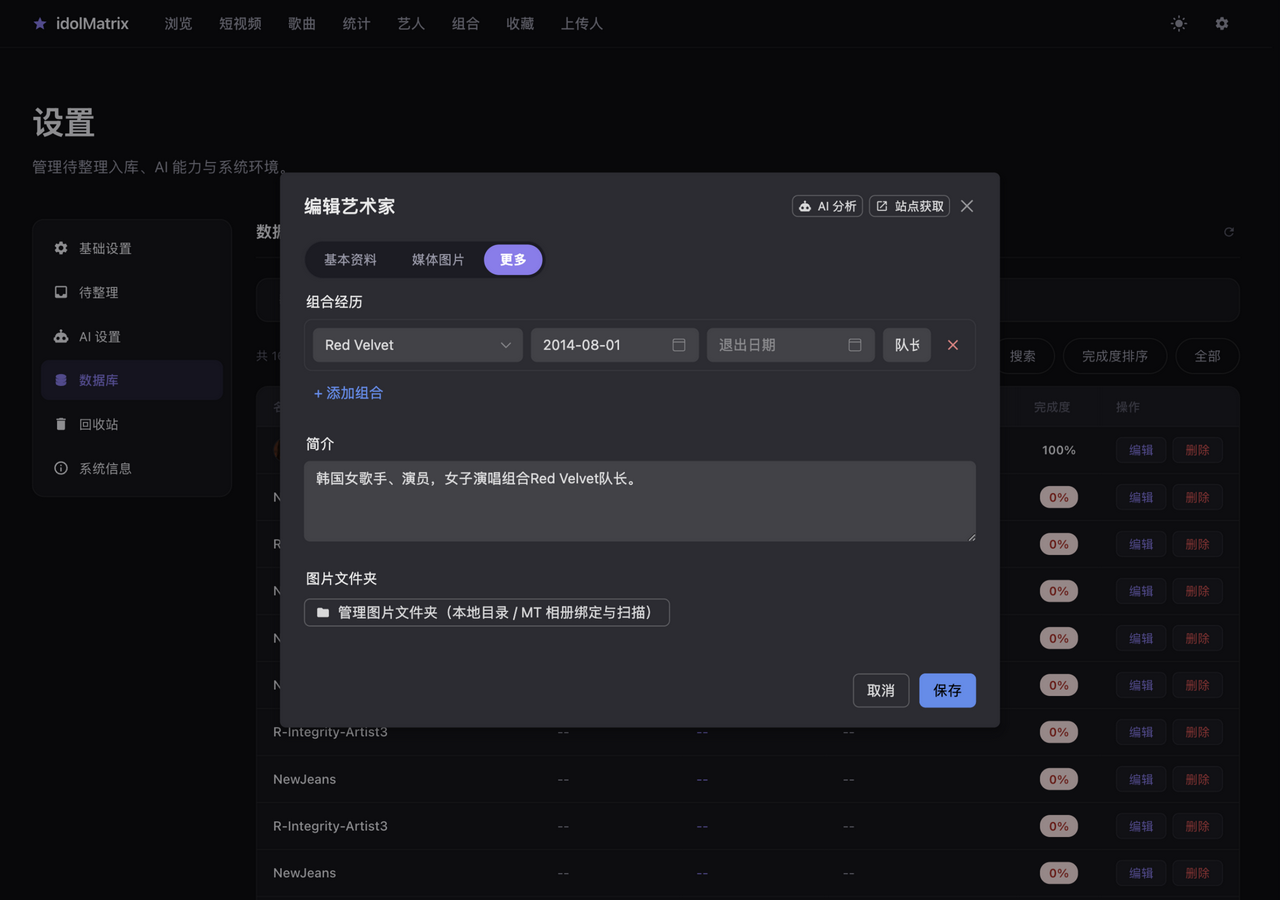 idolMatrix 浏览 短视频 歌曲 统计 艺人 组合 收藏 上传人
设置
管理待整理入库、AI 能力与系统环境。
基础设置
待整理
AI 设置
数据库
回收站
系统信息
编辑艺术家
AI 分析 站点获取
基本资料 媒体图片 更多
组合经历
Red Velvet 2014-08-01 退出日期 队长
+ 添加组合
简介
韩国女歌手、演员，女子演唱组合Red Velvet队长。
图片文件夹
管理图片文件夹（本地目录 / MT 相册绑定与扫描）
取消 保存
共
搜索 完成度排序 全部
完成度 操作
100% 编辑 删除
0% 编辑 删除
0% 编辑 删除
0% 编辑 删除
0% 编辑 删除
0% 编辑 删除
R-Integrity-Artist3 -- -- -- 0% 编辑 删除
NewJeans -- -- -- 0% 编辑 删除
R-Integrity-Artist3 -- -- -- 0% 编辑 删除
NewJeans -- -- -- 0% 编辑 删除